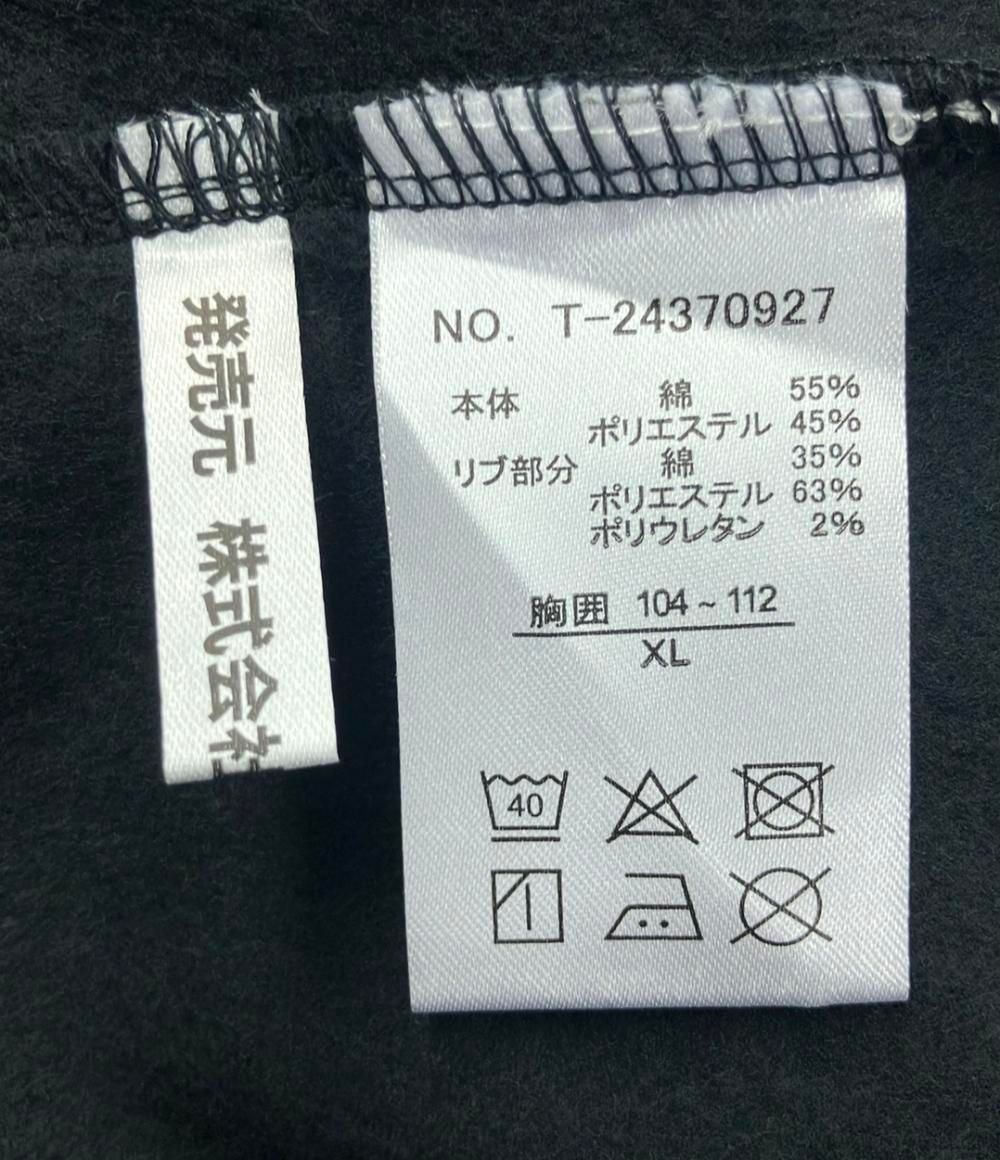 発売元 株式会社
NO. T-24370927
本体 綿 55%
ポリエステル 45%
リブ部分 綿 35%
ポリエステル 63%
ポリウレタン 2%
胸囲 104~112
XL
40